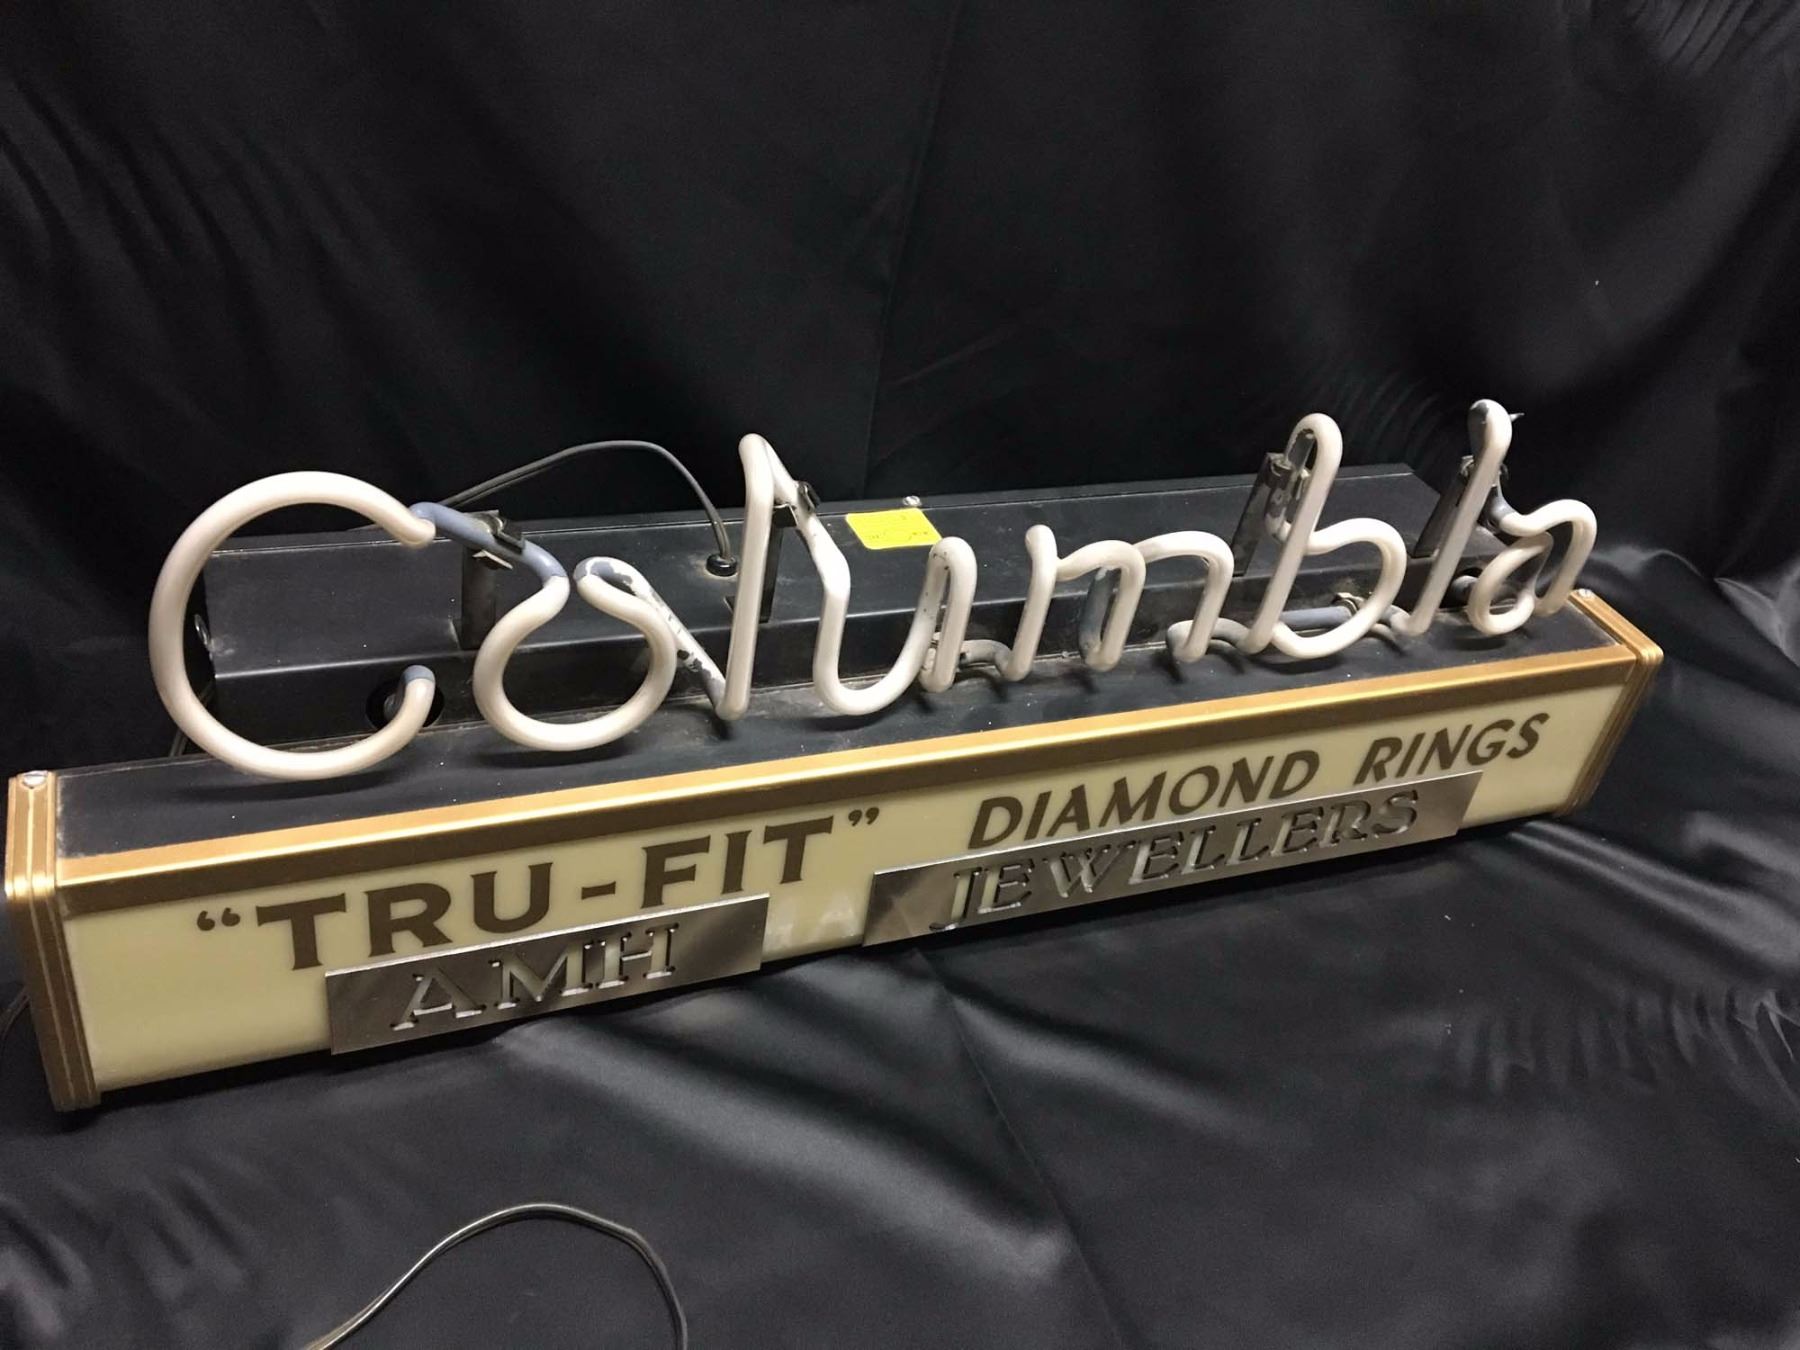 Columbia
"TRU-FIT" DIAMOND RINGS
AMH JEWELLERS